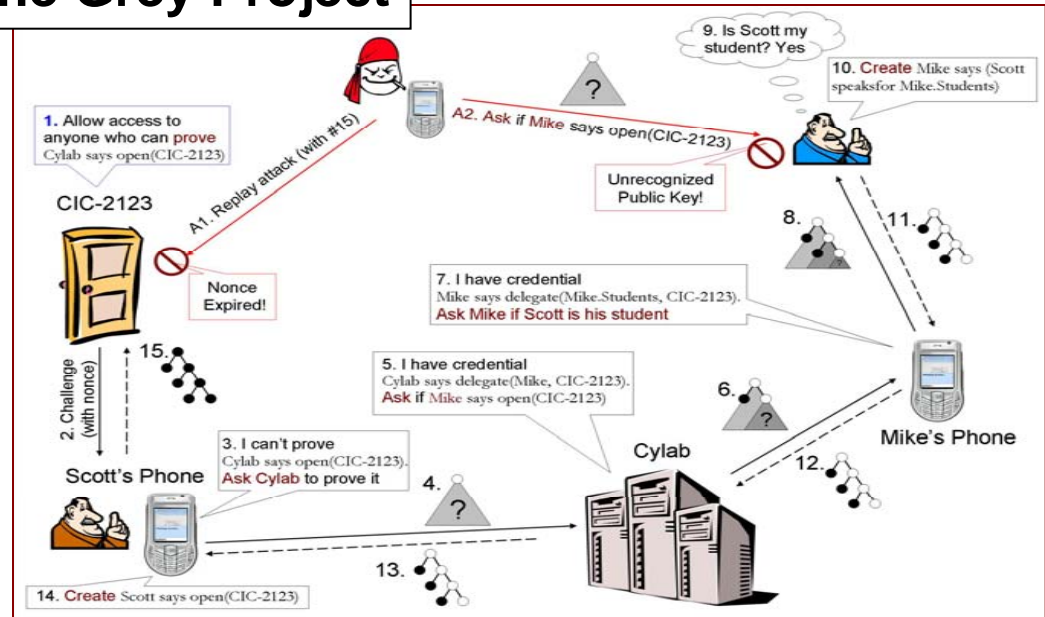 The Grey Project
9. Is Scott my
student? Yes
10. Create Mike says (Scott
speaksfor Mike.Students)
?
1. Allow access to
anyone who can prove
Cylab says open(CIC-2123)
A1. Replay attack (with #15)
A2. Ask if Mike says open(CIC-2123)
Unrecognized
Public Key!
CIC-2123
Nonce
Expired!
8.
?
11.
7. I have credential
Mike says delegate(Mike.Students, CIC-2123).
Ask Mike if Scott is his student
2. Challenge
(with nonce)
15.
5. I have credential
Cylab says delegate(Mike, CIC-2123).
Ask if Mike says open(CIC-2123)
6.
?
Mike's Phone
12.
3. I can't prove
Cylab says open(CIC-2123).
Ask Cylab to prove it
Scott's Phone
Cylab
4.
?
13.
14. Create Scott says open(CIC-2123)